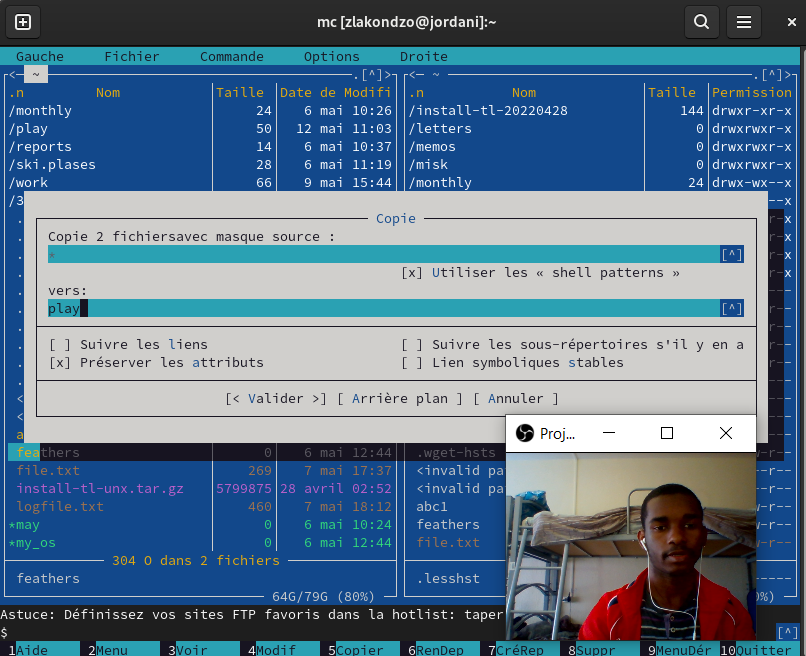 mc [zlakondzo@jordani]:~
Gauche Fichier Commande Options Droite
<─ ~ .[^]> <─ ~ .[^]>
.n Nom Taille Date de Modifi .n Nom Taille Permission
/monthly 24 6 mai 10:26 /install-tl-20220428 144 drwxr-xr-x
/play 50 12 mai 11:03 /letters 0 drwxrwxr-x
/reports 14 6 mai 10:37 /memos 0 drwxrwxr-x
/ski.plases 28 6 mai 11:19 /misk 0 drwxrwxr-x
/work 66 9 mai 15:44 /monthly 24 drwx-wx--x
/3 --x
Copie
Copie 2 fichiersavec masque source :
* [^]
[x] Utiliser les « shell patterns »
vers:
play [^]
[ ] Suivre les liens [ ] Suivre les sous-répertoires s'il y en a
[x] Préserver les attributs [ ] Lien symboliques stables
[< Valider >] [ Arrière plan ] [ Annuler ]
Proj...
feathers 0 6 mai 12:44 .wget-hsts
file.txt 269 7 mai 17:37 <invalid pa
install-tl-unx.tar.gz 5799875 28 avril 02:52 <invalid pa
logfile.txt 460 7 mai 18:12 abc1
*may 0 6 mai 10:24 feathers
*my_os 0 6 mai 12:44 file.txt
304 O dans 2 fichiers
feathers .lesshst
64G/79G (80%)
Astuce: Définissez vos sites FTP favoris dans la hotlist: taper
$ [^]
1Aide 2Menu 3Voir 4Modif 5Copier 6RenDép 7CréRép 8Suppr 9MenuDér 10Quitter